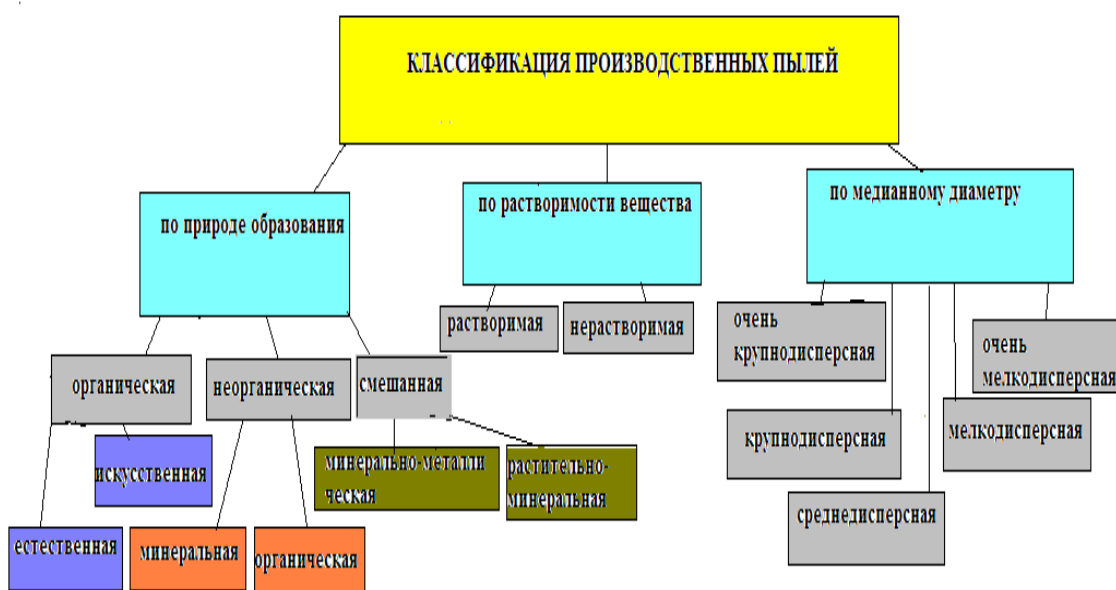 КЛАССИФИКАЦИЯ ПРОИЗВОДСТВЕННЫХ ПЫЛЕЙ
по природе образования
по растворимости вещества
по медианному диаметру
органическая
неорганическая
смешанная
растворимая
нерастворимая
очень
крупнодисперсная
очень
мелкодисперсная
крупнодисперсная
мелкодисперсная
среднедисперсная
искусственная
естественная
минеральная
органическая
минерально-металли
ческая
растительно-
минеральная